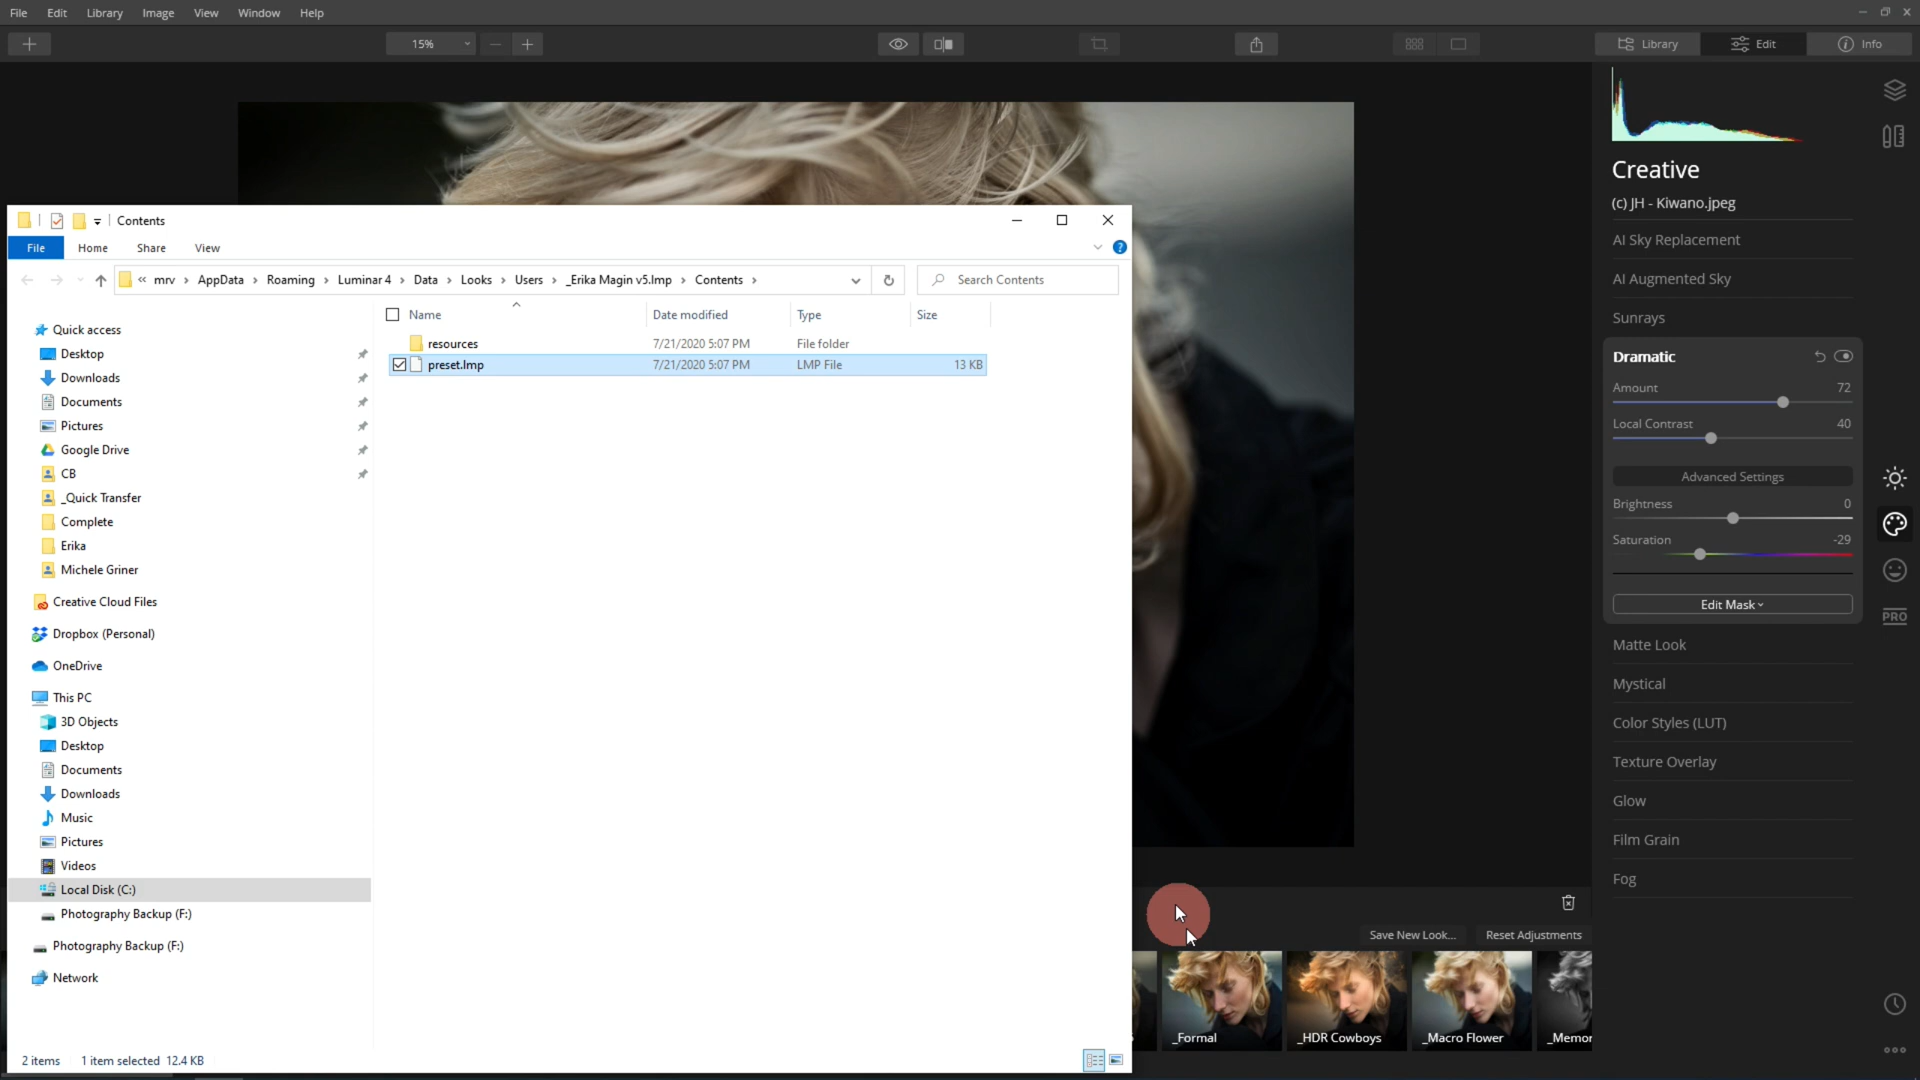 File Edit Library Image View Window Help
15%
Library Edit Info
Creative
(c) JH - Kiwano.jpeg
AI Sky Replacement
AI Augmented Sky
Sunrays
Dramatic
Amount 72
Local Contrast 40
Advanced Settings
Brightness 0
Saturation -29
Edit Mask
Matte Look
Mystical
Color Styles (LUT)
Texture Overlay
Glow
Film Grain
Fog
PRO
Contents
File Home Share View
« mrv > AppData > Roaming > Luminar 4 > Data > Looks > Users > _Erika Magin v5.lmp > Contents >
Search Contents
Name Date modified Type Size
resources 7/21/2020 5:07 PM File folder
preset.lmp 7/21/2020 5:07 PM LMP File 13 KB
Quick access
Desktop
Downloads
Documents
Pictures
Google Drive
CB
_Quick Transfer
Complete
Erika
Michele Griner
Creative Cloud Files
Dropbox (Personal)
OneDrive
This PC
3D Objects
Desktop
Documents
Downloads
Music
Pictures
Videos
Local Disk (C:)
Photography Backup (F:)
Photography Backup (F:)
Network
2 items 1 item selected 12.4 KB
Save New Look... Reset Adjustments
_Formal _HDR Cowboys _Macro Flower _Memor